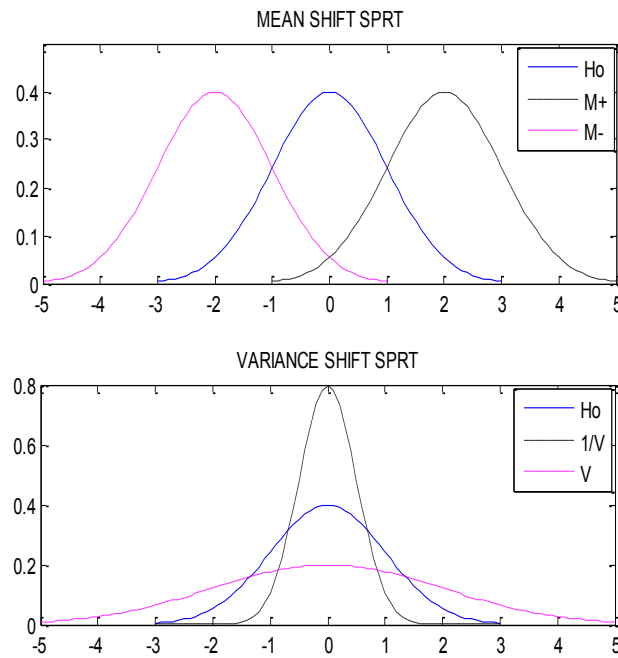 MEAN SHIFT SPRT
Ho
M+
M-
0.4
0.3
0.2
0.1
0
-5 -4 -3 -2 -1 0 1 2 3 4 5
VARIANCE SHIFT SPRT
0.8
Ho
1/V
V
0.6
0.4
0.2
0
-5 -4 -3 -2 -1 0 1 2 3 4 5